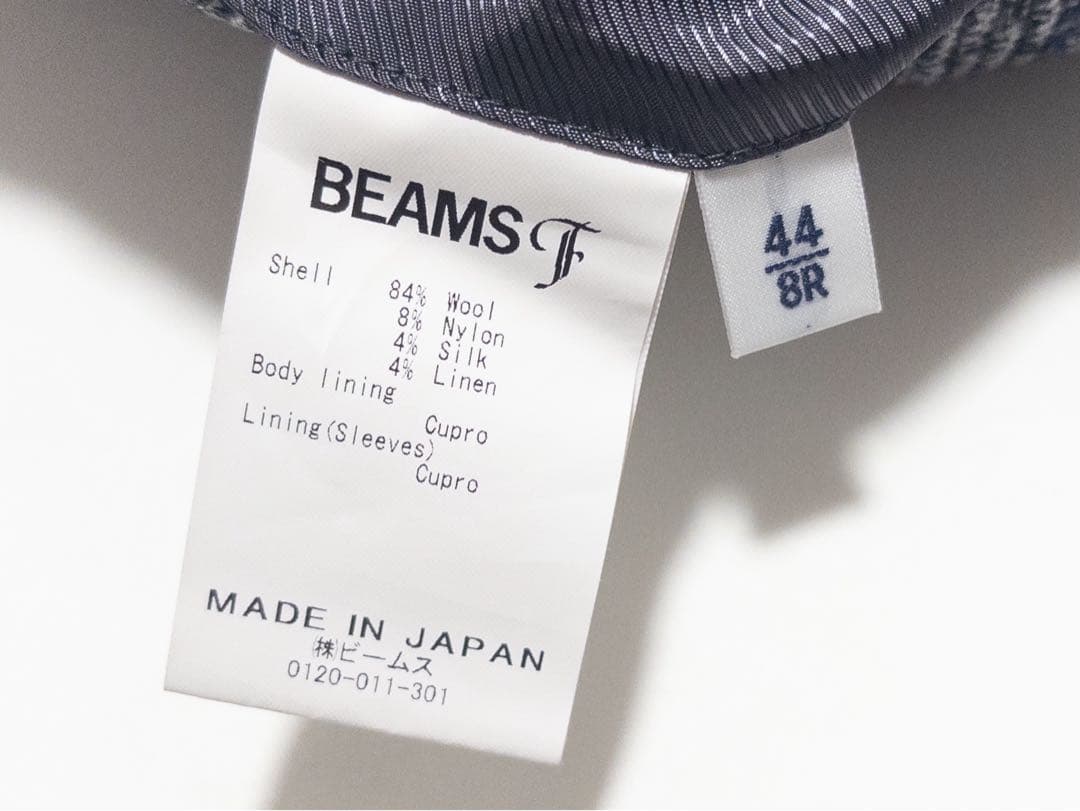 BEAMS F
Shell
84% Wool
8% Nylon
4% Silk
4% Linen
Body lining
Cupro
Lining(Sleeves)
Cupro
MADE IN JAPAN
㈱ビームス
0120-011-301
44
8R